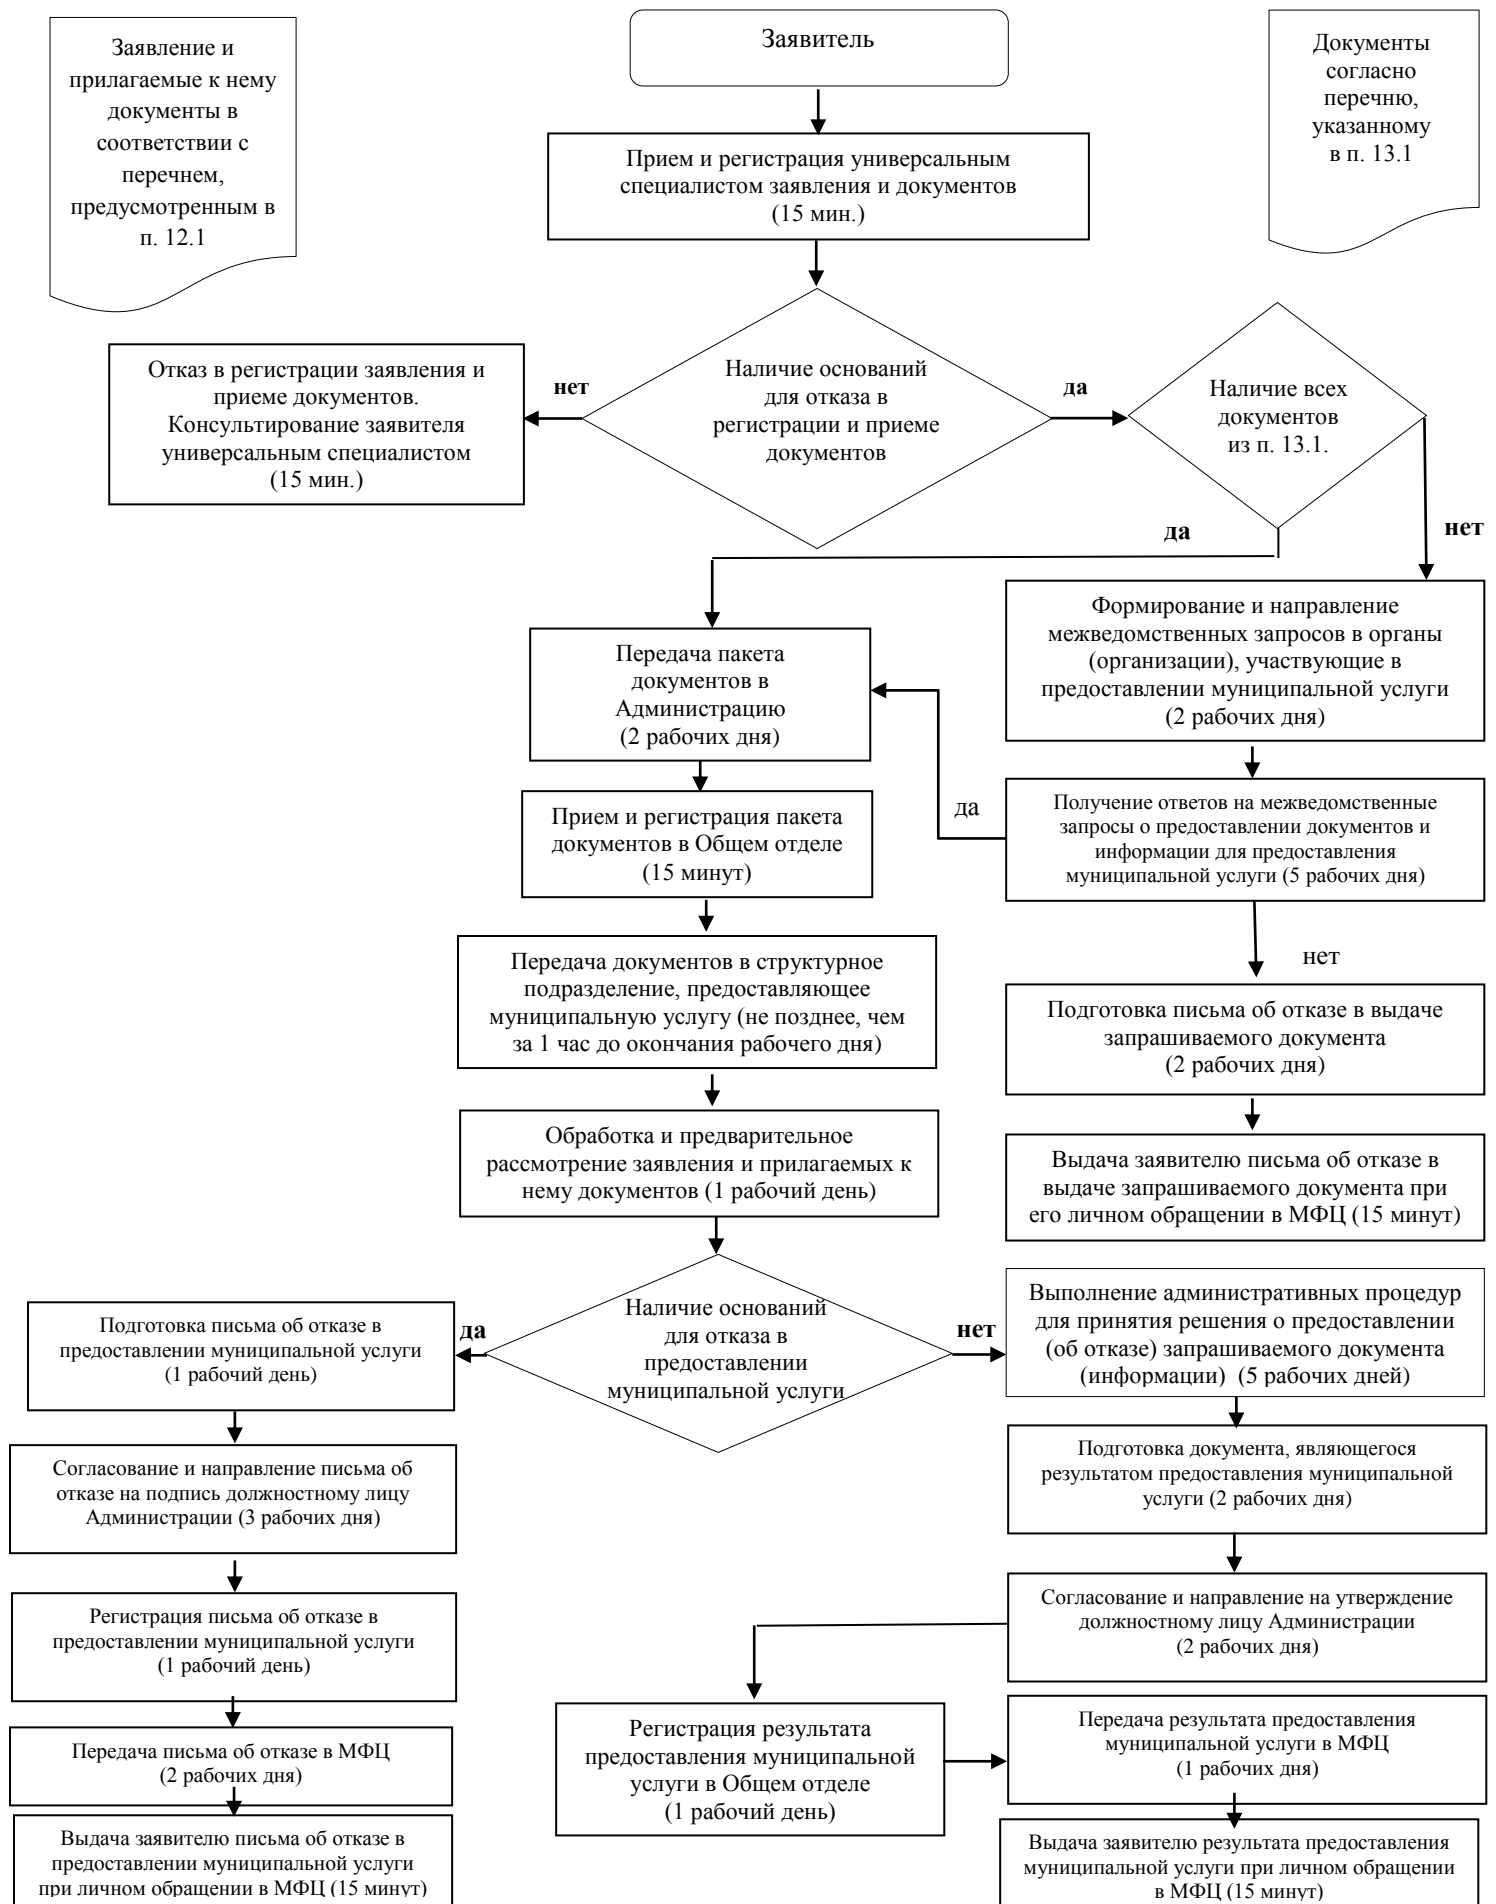 Заявление и
прилагаемые к нему
документы в
соответствии с
перечнем,
предусмотренным в
п. 12.1
Заявитель
Документы
согласно
перечню,
указанному
в п. 13.1
Прием и регистрация универсальным
специалистом заявления и документов
(15 мин.)
Отказ в регистрации заявления и
приеме документов.
Консультирование заявителя
универсальным специалистом
(15 мин.)
нет
Наличие оснований
для отказа в
регистрации и приеме
документов
да
Наличие всех
документов
из п. 13.1.
да
нет
Передача пакета
документов в
Администрацию
(2 рабочих дня)
Формирование и направление
межведомственных запросов в органы
(организации), участвующие в
предоставлении муниципальной услуги
(2 рабочих дня)
Прием и регистрация пакета
документов в Общем отделе
(15 минут)
да
Получение ответов на межведомственные
запросы о предоставлении документов и
информации для предоставления
муниципальной услуги (5 рабочих дня)
нет
Передача документов в структурное
подразделение, предоставляющее
муниципальную услугу (не позднее, чем
за 1 час до окончания рабочего дня)
Подготовка письма об отказе в выдаче
запрашиваемого документа
(2 рабочих дня)
Обработка и предварительное
рассмотрение заявления и прилагаемых к
нему документов (1 рабочий день)
Выдача заявителю письма об отказе в
выдаче запрашиваемого документа при
его личном обращении в МФЦ (15 минут)
Подготовка письма об отказе в
предоставлении муниципальной услуги
(1 рабочий день)
да
Наличие оснований
для отказа в
предоставлении
муниципальной услуги
нет
Выполнение административных процедур
для принятия решения о предоставлении
(об отказе) запрашиваемого документа
(информации) (5 рабочих дней)
Согласование и направление письма об
отказе на подпись должностному лицу
Администрации (3 рабочих дня)
Подготовка документа, являющегося
результатом предоставления муниципальной
услуги (2 рабочих дня)
Регистрация письма об отказе в
предоставлении муниципальной услуги
(1 рабочий день)
Согласование и направление на утверждение
должностному лицу Администрации
(2 рабочих дня)
Передача письма об отказе в МФЦ
(2 рабочих дня)
Регистрация результата
предоставления муниципальной
услуги в Общем отделе
(1 рабочий день)
Передача результата предоставления
муниципальной услуги в МФЦ
(1 рабочих дня)
Выдача заявителю письма об отказе в
предоставлении муниципальной услуги
при личном обращении в МФЦ (15 минут)
Выдача заявителю результата предоставления
муниципальной услуги при личном обращении
в МФЦ (15 минут)